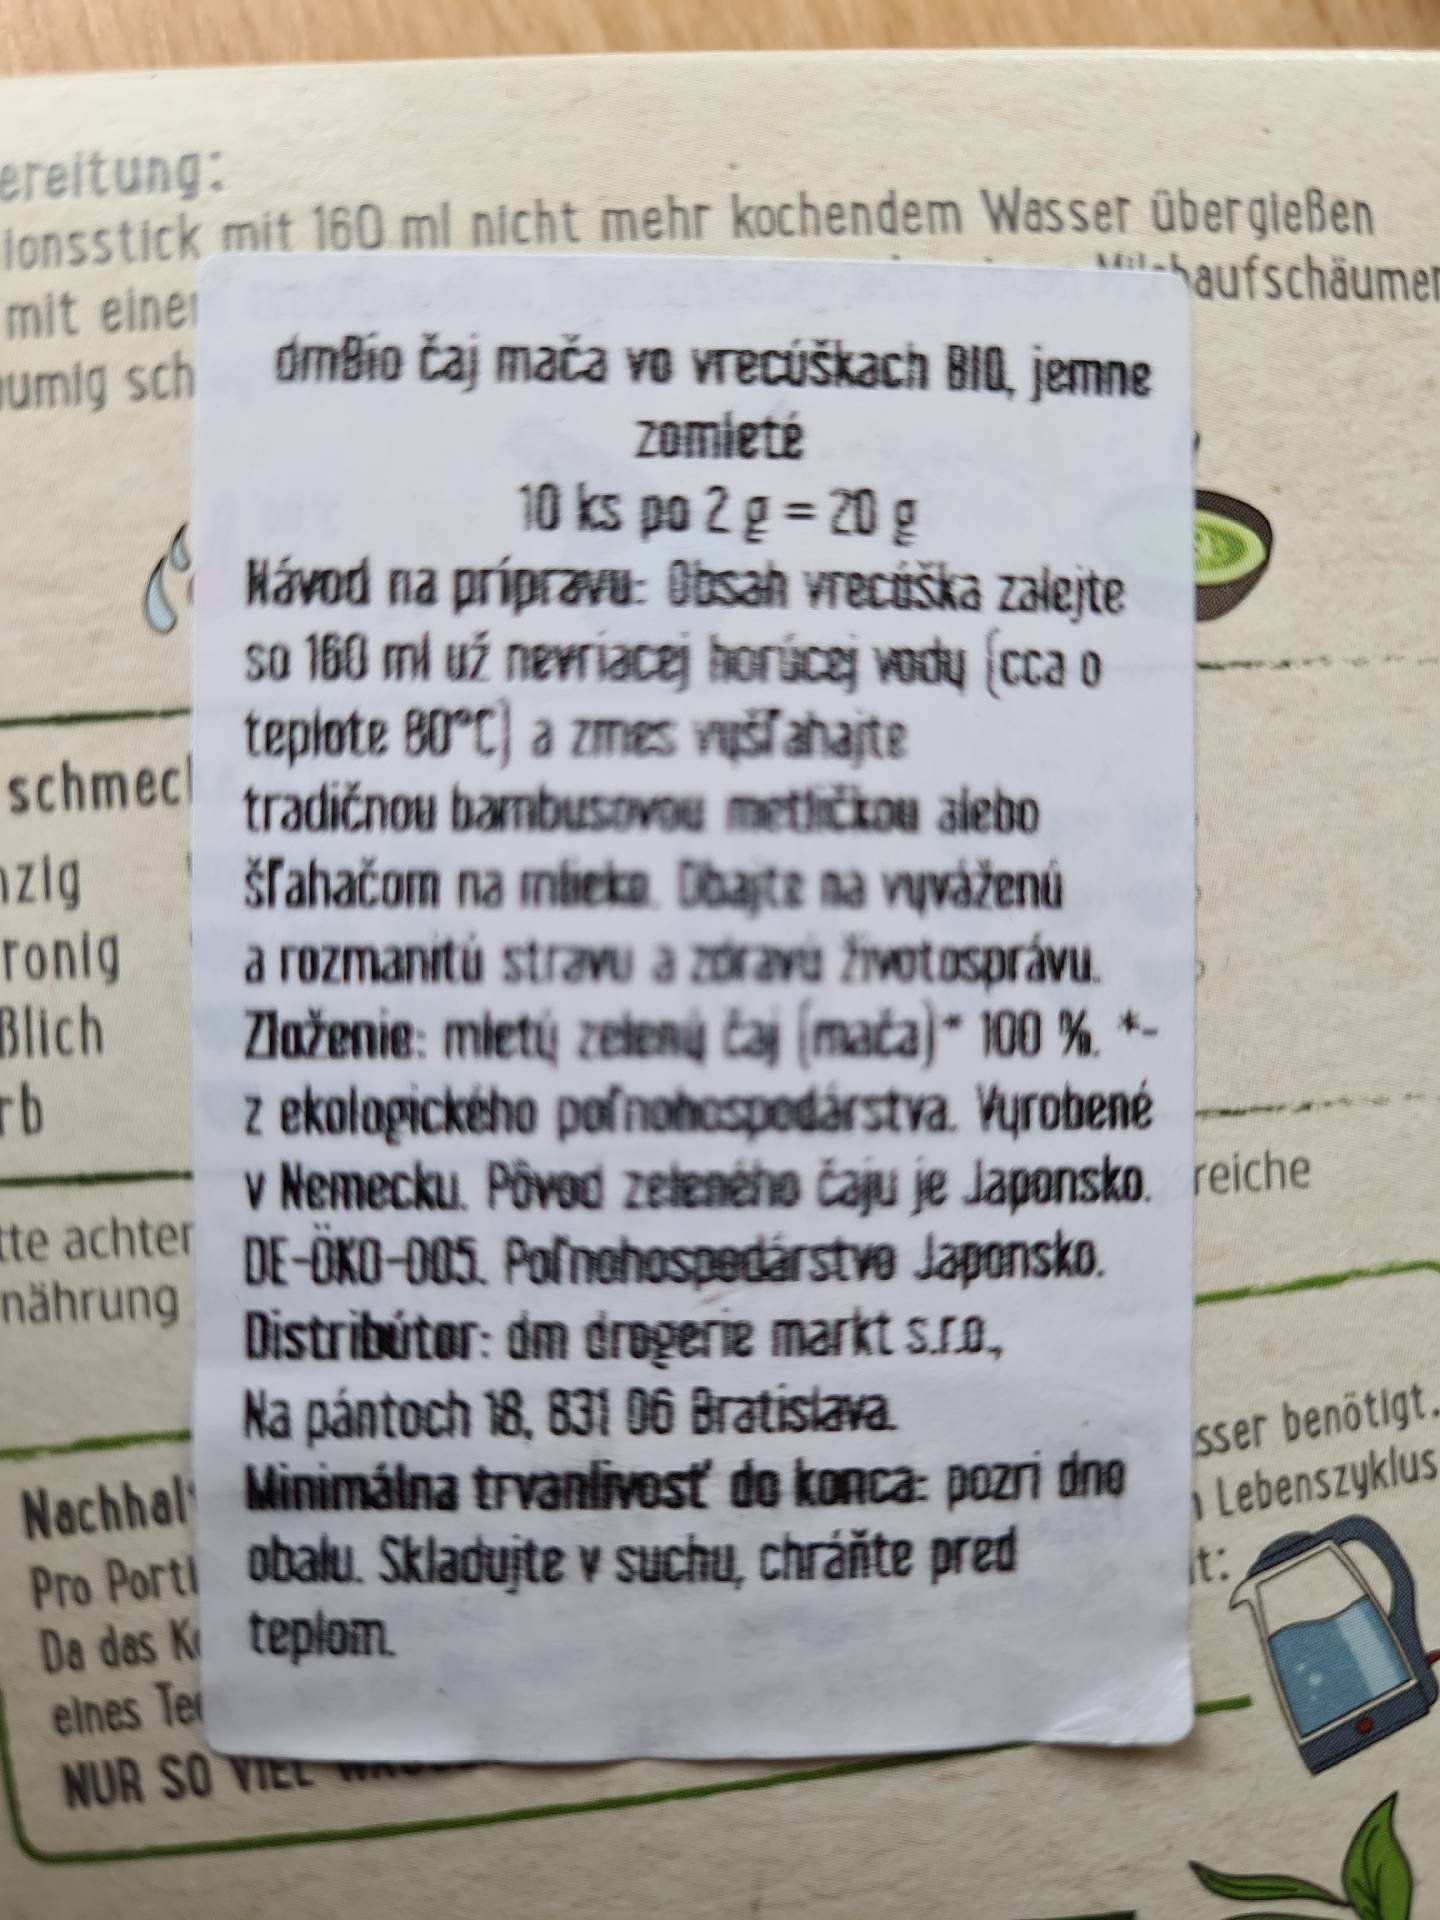 ereitung:
ionsstick mit 160 ml nicht mehr kochendem Wasser übergießen
mit einer
Milchaufschäumer
umig sch
dmBio čaj mača vo vrecúškach BIO, jemne
zomleté
10 ks po 2 g = 20 g
Návod na prípravu: Obsah vrecúška zalejte
so 160 ml už nevriacej horúcej vody (cca o
teplote 80°C) a zmes vyšľahajte
tradičnou bambusovou metličkou alebo
šľahačom na mlieko. Dbajte na vyváženú
a rozmanitú stravu a zdravú životosprávu.
Zloženie: mletý zelený čaj (mača)* 100 %. *-
z ekologického poľnohospodárstva. Vyrobené
v Nemecku. Pôvod zeleného čaju je Japonsko.
DE-ÖKO-005. Poľnohospodárstvo Japonsko.
Distribútor: dm drogerie markt s.r.o.,
Na pántoch 18, 831 06 Bratislava.
Minimálna trvanlivosť do konca: pozri dno
obalu. Skladujte v suchu, chráňte pred
teplom.
schmec
nzig
ronig
ßlich
rb
reiche
tte achten
nährung
sser benötigt.
Nachhal
Lebenszyklus
Pro Porti
t:
Da das K
eines Te
NUR SO VIEL